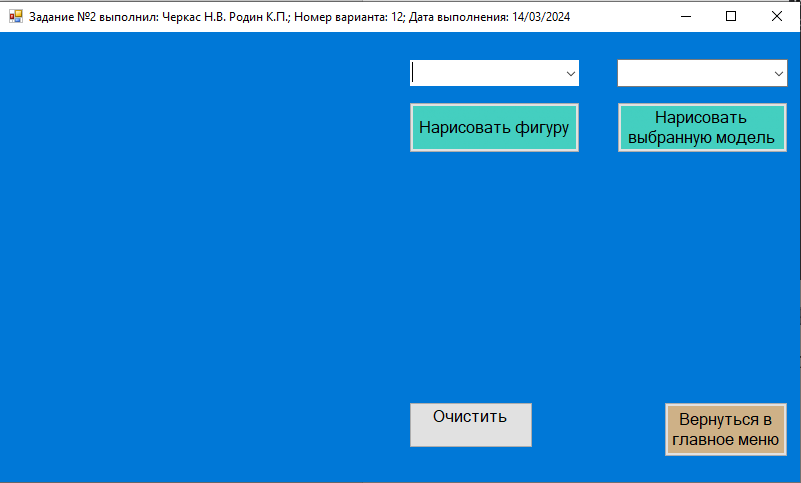 Задание №2 выполнил: Черкас Н.В. Родин К.П.; Номер варианта: 12; Дата выполнения: 14/03/2024
Нарисовать фигуру
Нарисовать
выбранную модель
Очистить
Вернуться в
главное меню